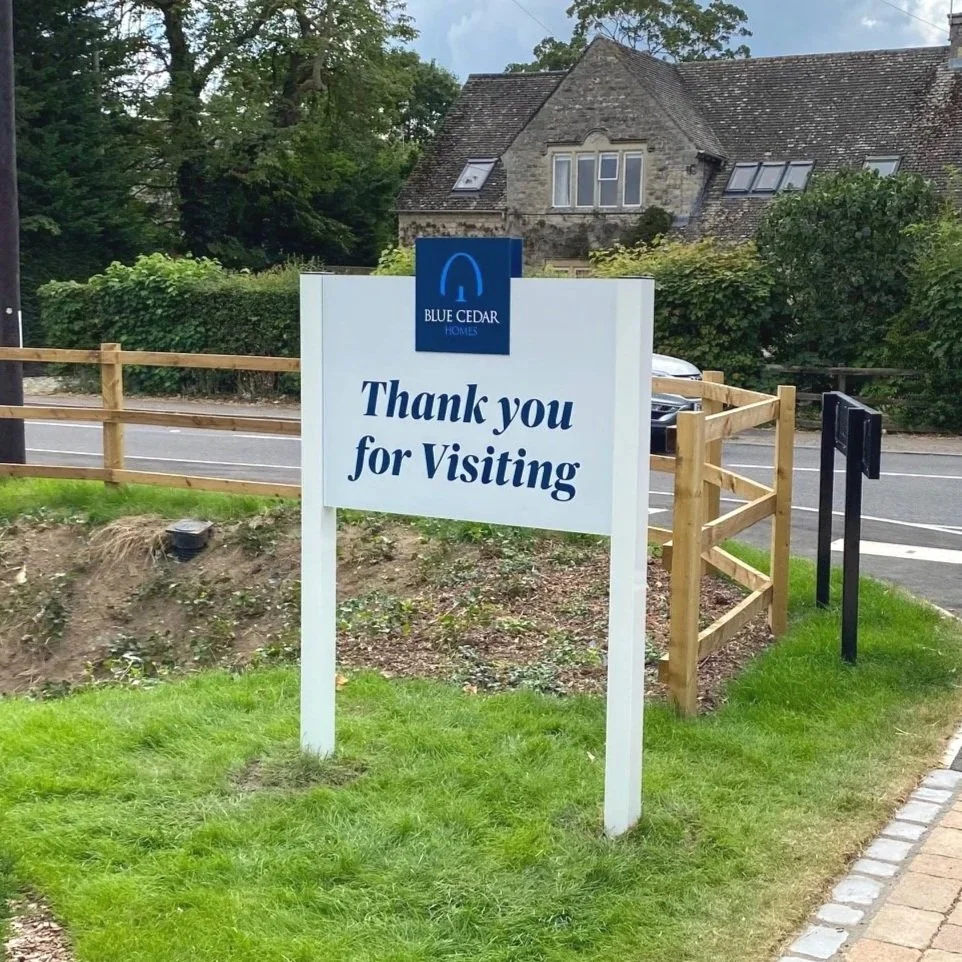 BLUE CEDAR
HOMES
Thank you
for Visiting